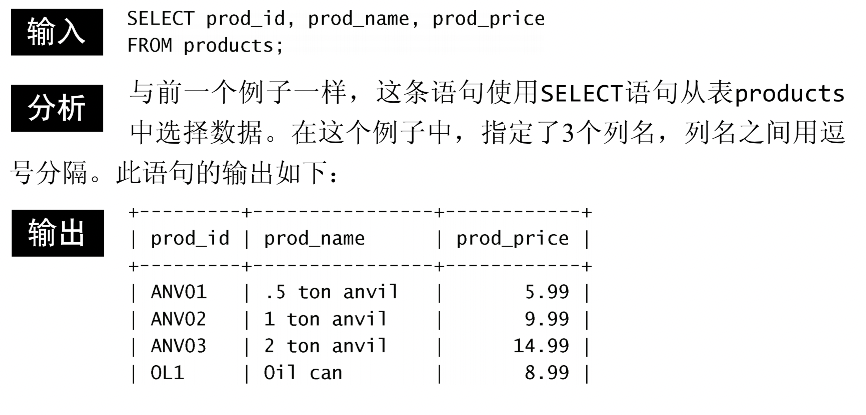 输入
SELECT prod_id, prod_name, prod_price
FROM products;
分析
与前一个例子一样，这条语句使用SELECT语句从表products
中选择数据。在这个例子中，指定了3个列名，列名之间用逗
号分隔。此语句的输出如下：
输出
+---------+----------------+------------+
| prod_id | prod_name      | prod_price |
+---------+----------------+------------+
| ANV01   | .5 ton anvil   |       5.99 |
| ANV02   | 1 ton anvil    |       9.99 |
| ANV03   | 2 ton anvil    |      14.99 |
| OL1     | Oil can        |       8.99 |